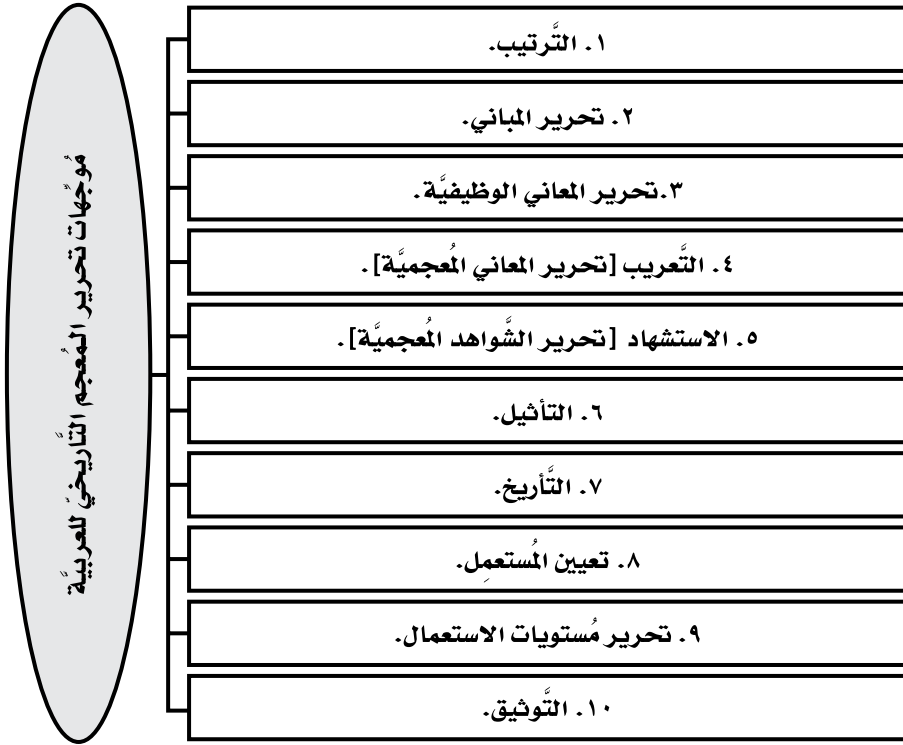 مُوجِّهات تحرير المُعجم التَّاريخيّ للعربيَّة
١. التَّرتيب.
٢. تحرير المباني.
٣.تحرير المعاني الوظيفيَّة.
٤. التَّعريب [تحرير المعاني المُعجميَّة].
٥. الاستشهاد [تحرير الشَّواهد المُعجميَّة].
٦. التأثيل.
٧. التَّأريخ.
٨. تعيين المُستعمِل.
٩. تحرير مُستويات الاستعمال.
١٠. التَّوثيق.